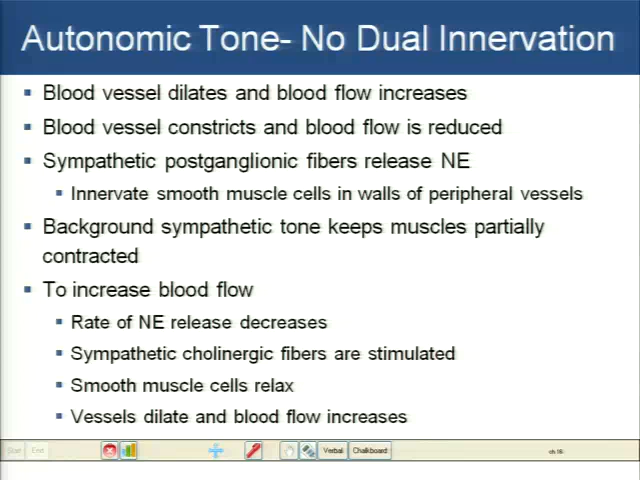 Autonomic Tone- No Dual Innervation
Blood vessel dilates and blood flow increases
Blood vessel constricts and blood flow is reduced
Sympathetic postganglionic fibers release NE
Innervate smooth muscle cells in walls of peripheral vessels
Background sympathetic tone keeps muscles partially
contracted
To increase blood flow
Rate of NE release decreases
Sympathetic cholinergic fibers are stimulated
Smooth muscle cells relax
Vessels dilate and blood flow increases
Start End Verbal Chalkboard ch.16-